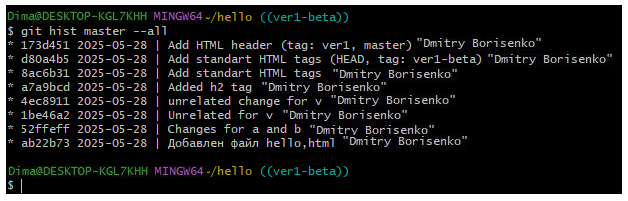 Dima@DESKTOP-KGL7KHH MINGW64 ~/hello ((ver1-beta))
$ git hist master --all
* 173d451 2025-05-28 | Add HTML header (tag: ver1, master) "Dmitry Borisenko"
* d80a4b5 2025-05-28 | Add standart HTML tags (HEAD, tag: ver1-beta) "Dmitry Borisenko"
* 8ac6b31 2025-05-28 | Add standart HTML tags "Dmitry Borisenko"
* a7a9bcd 2025-05-28 | Added h2 tag "Dmitry Borisenko"
* 4ec8911 2025-05-28 | unrelated change for v "Dmitry Borisenko"
* 1be46a2 2025-05-28 | Unrelated for v "Dmitry Borisenko"
* 52ffeff 2025-05-28 | Changes for a and b "Dmitry Borisenko"
* ab22b73 2025-05-28 | Добавлен файл hello,html "Dmitry Borisenko"
Dima@DESKTOP-KGL7KHH MINGW64 ~/hello ((ver1-beta))
$